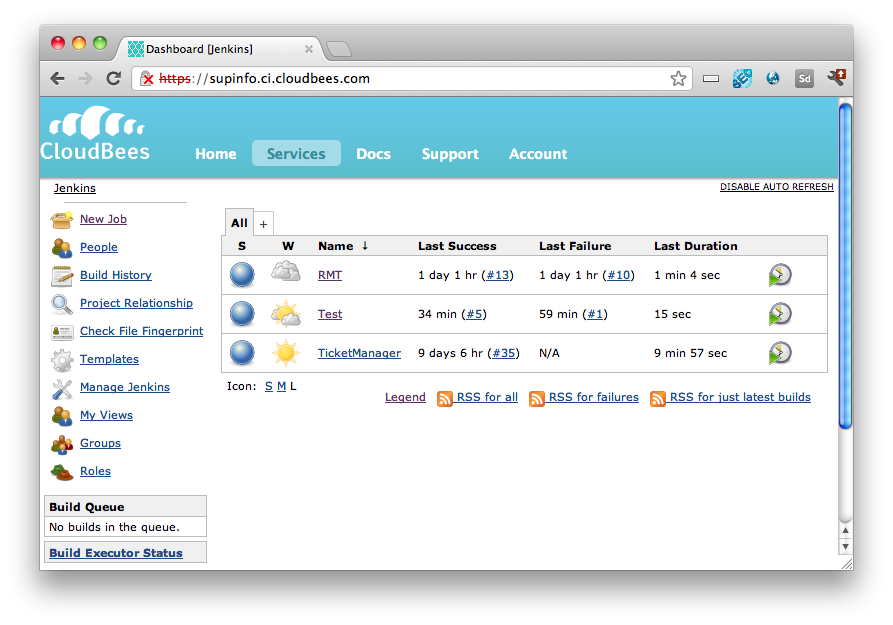 Dashboard [Jenkins]
https://supinfo.ci.cloudbees.com
Sd
CloudBees
Home Services Docs Support Account
Jenkins
DISABLE AUTO REFRESH
New Job
People
Build History
Project Relationship
Check File Fingerprint
Templates
Manage Jenkins
My Views
Groups
Roles
Build Queue
No builds in the queue.
Build Executor Status
All +
S W Name ↓ Last Success Last Failure Last Duration
RMT 1 day 1 hr (#13) 1 day 1 hr (#10) 1 min 4 sec
Test 34 min (#5) 59 min (#1) 15 sec
TicketManager 9 days 6 hr (#35) N/A 9 min 57 sec
Icon: S M L
Legend RSS for all RSS for failures RSS for just latest builds